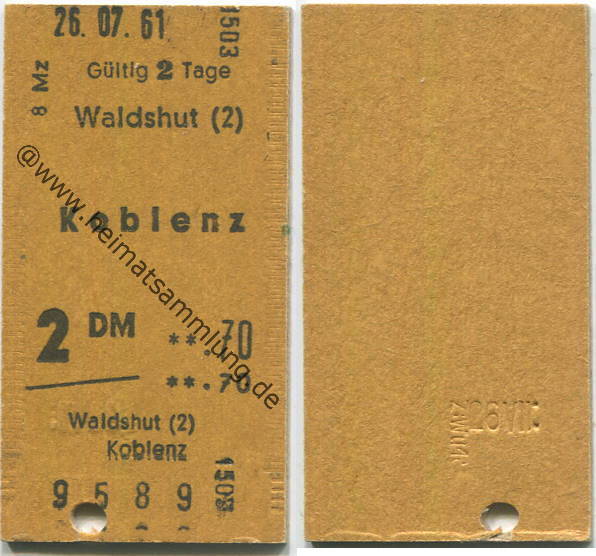 26. 07. 61
1503
8 Mz
Gültig 2 Tage
Waldshut (2)
Koblenz
2 DM **.70
**.70
Waldshut (2)
Koblenz
9589
1503
@www.heimatsammlung.de